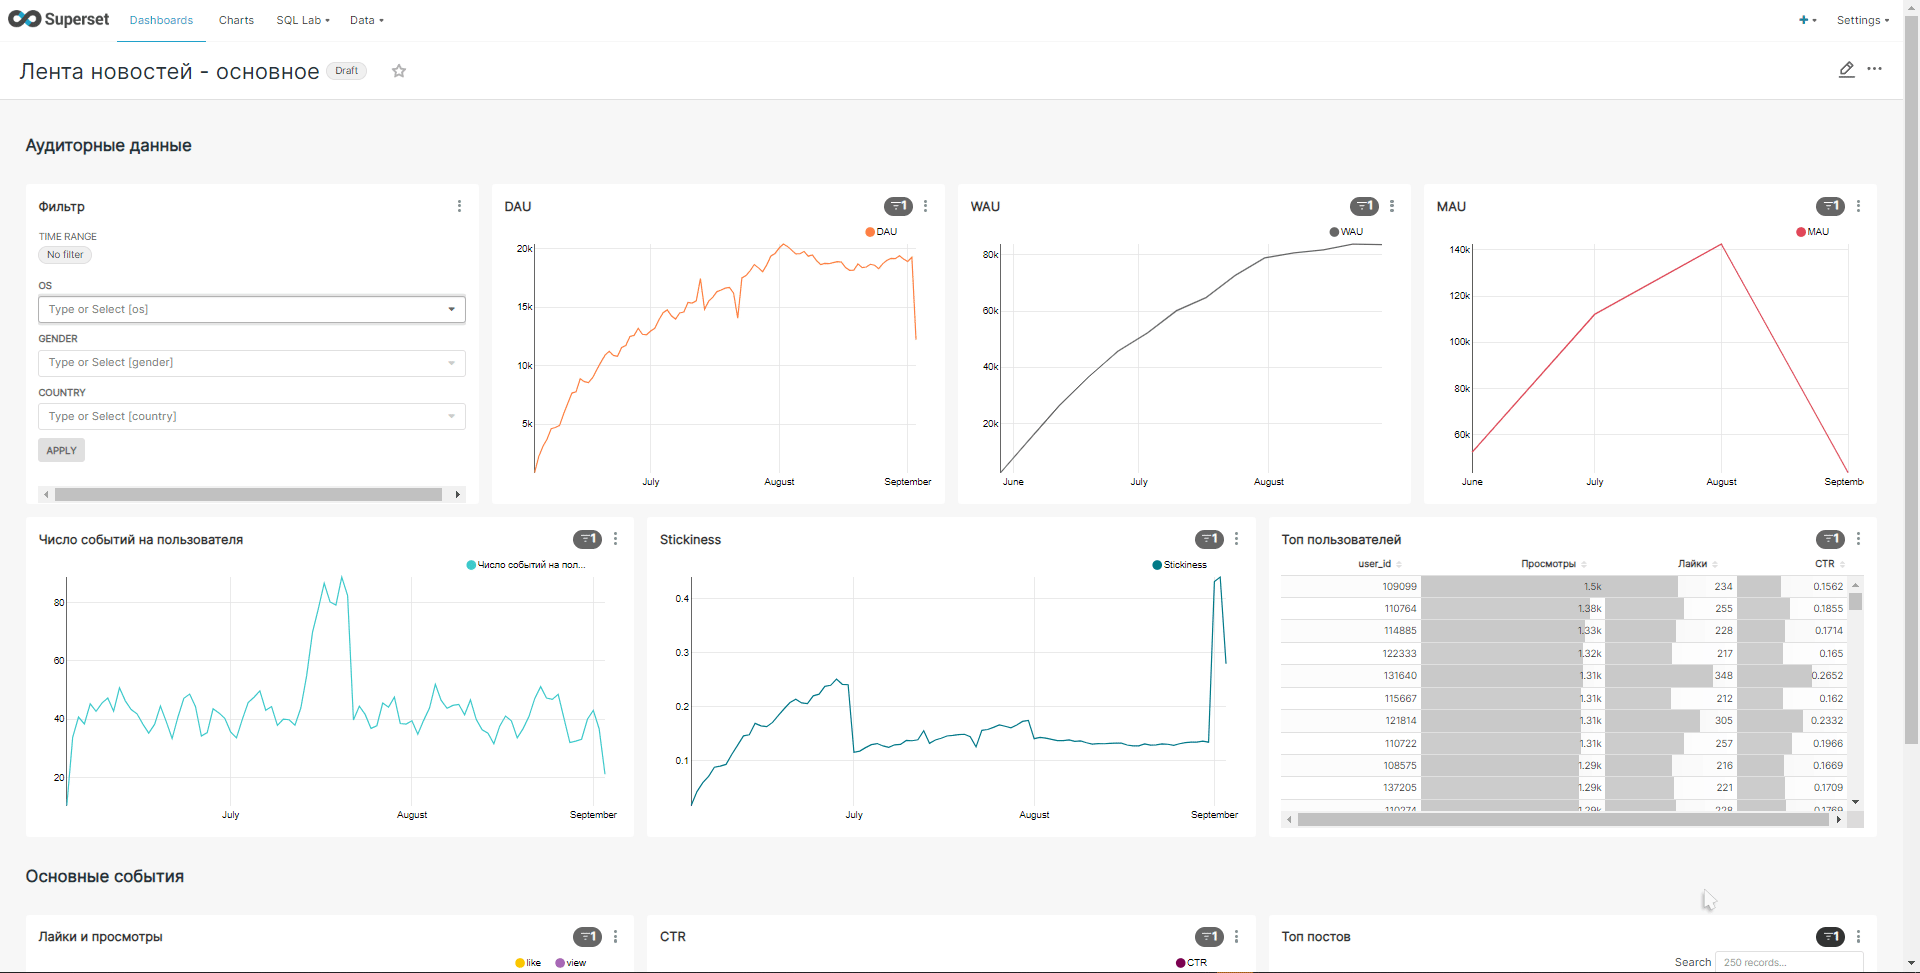 Superset Dashboards Charts SQL Lab Data Settings
Лента новостей - основное Draft
Аудиторные данные
Фильтр
TIME RANGE
No filter
OS
Type or Select [os]
GENDER
Type or Select [gender]
COUNTRY
Type or Select [country]
APPLY
DAU
1
DAU
20k
15k
10k
5k
July August September
WAU
1
WAU
80k
60k
40k
20k
June July August
MAU
1
MAU
140k
120k
100k
80k
60k
June July August Septemb
Число событий на пользователя
1
Число событий на пол...
80
60
40
20
July August September
Stickiness
1
Stickiness
0.4
0.3
0.2
0.1
July August September
Топ пользователей
1
user_id Просмотры Лайки CTR
109099 1.5k 234 0.1562
110764 1.38k 255 0.1855
114885 1.33k 228 0.1714
122333 1.32k 217 0.165
131640 1.31k 348 0.2652
115667 1.31k 212 0.162
121814 1.31k 305 0.2332
110722 1.31k 257 0.1966
108575 1.29k 216 0.1669
137205 1.29k 221 0.1709
110274 1.29k 228 0.1769
Основные события
Лайки и просмотры
1
like view
CTR
1
CTR
Топ постов
1
Search 250 records...